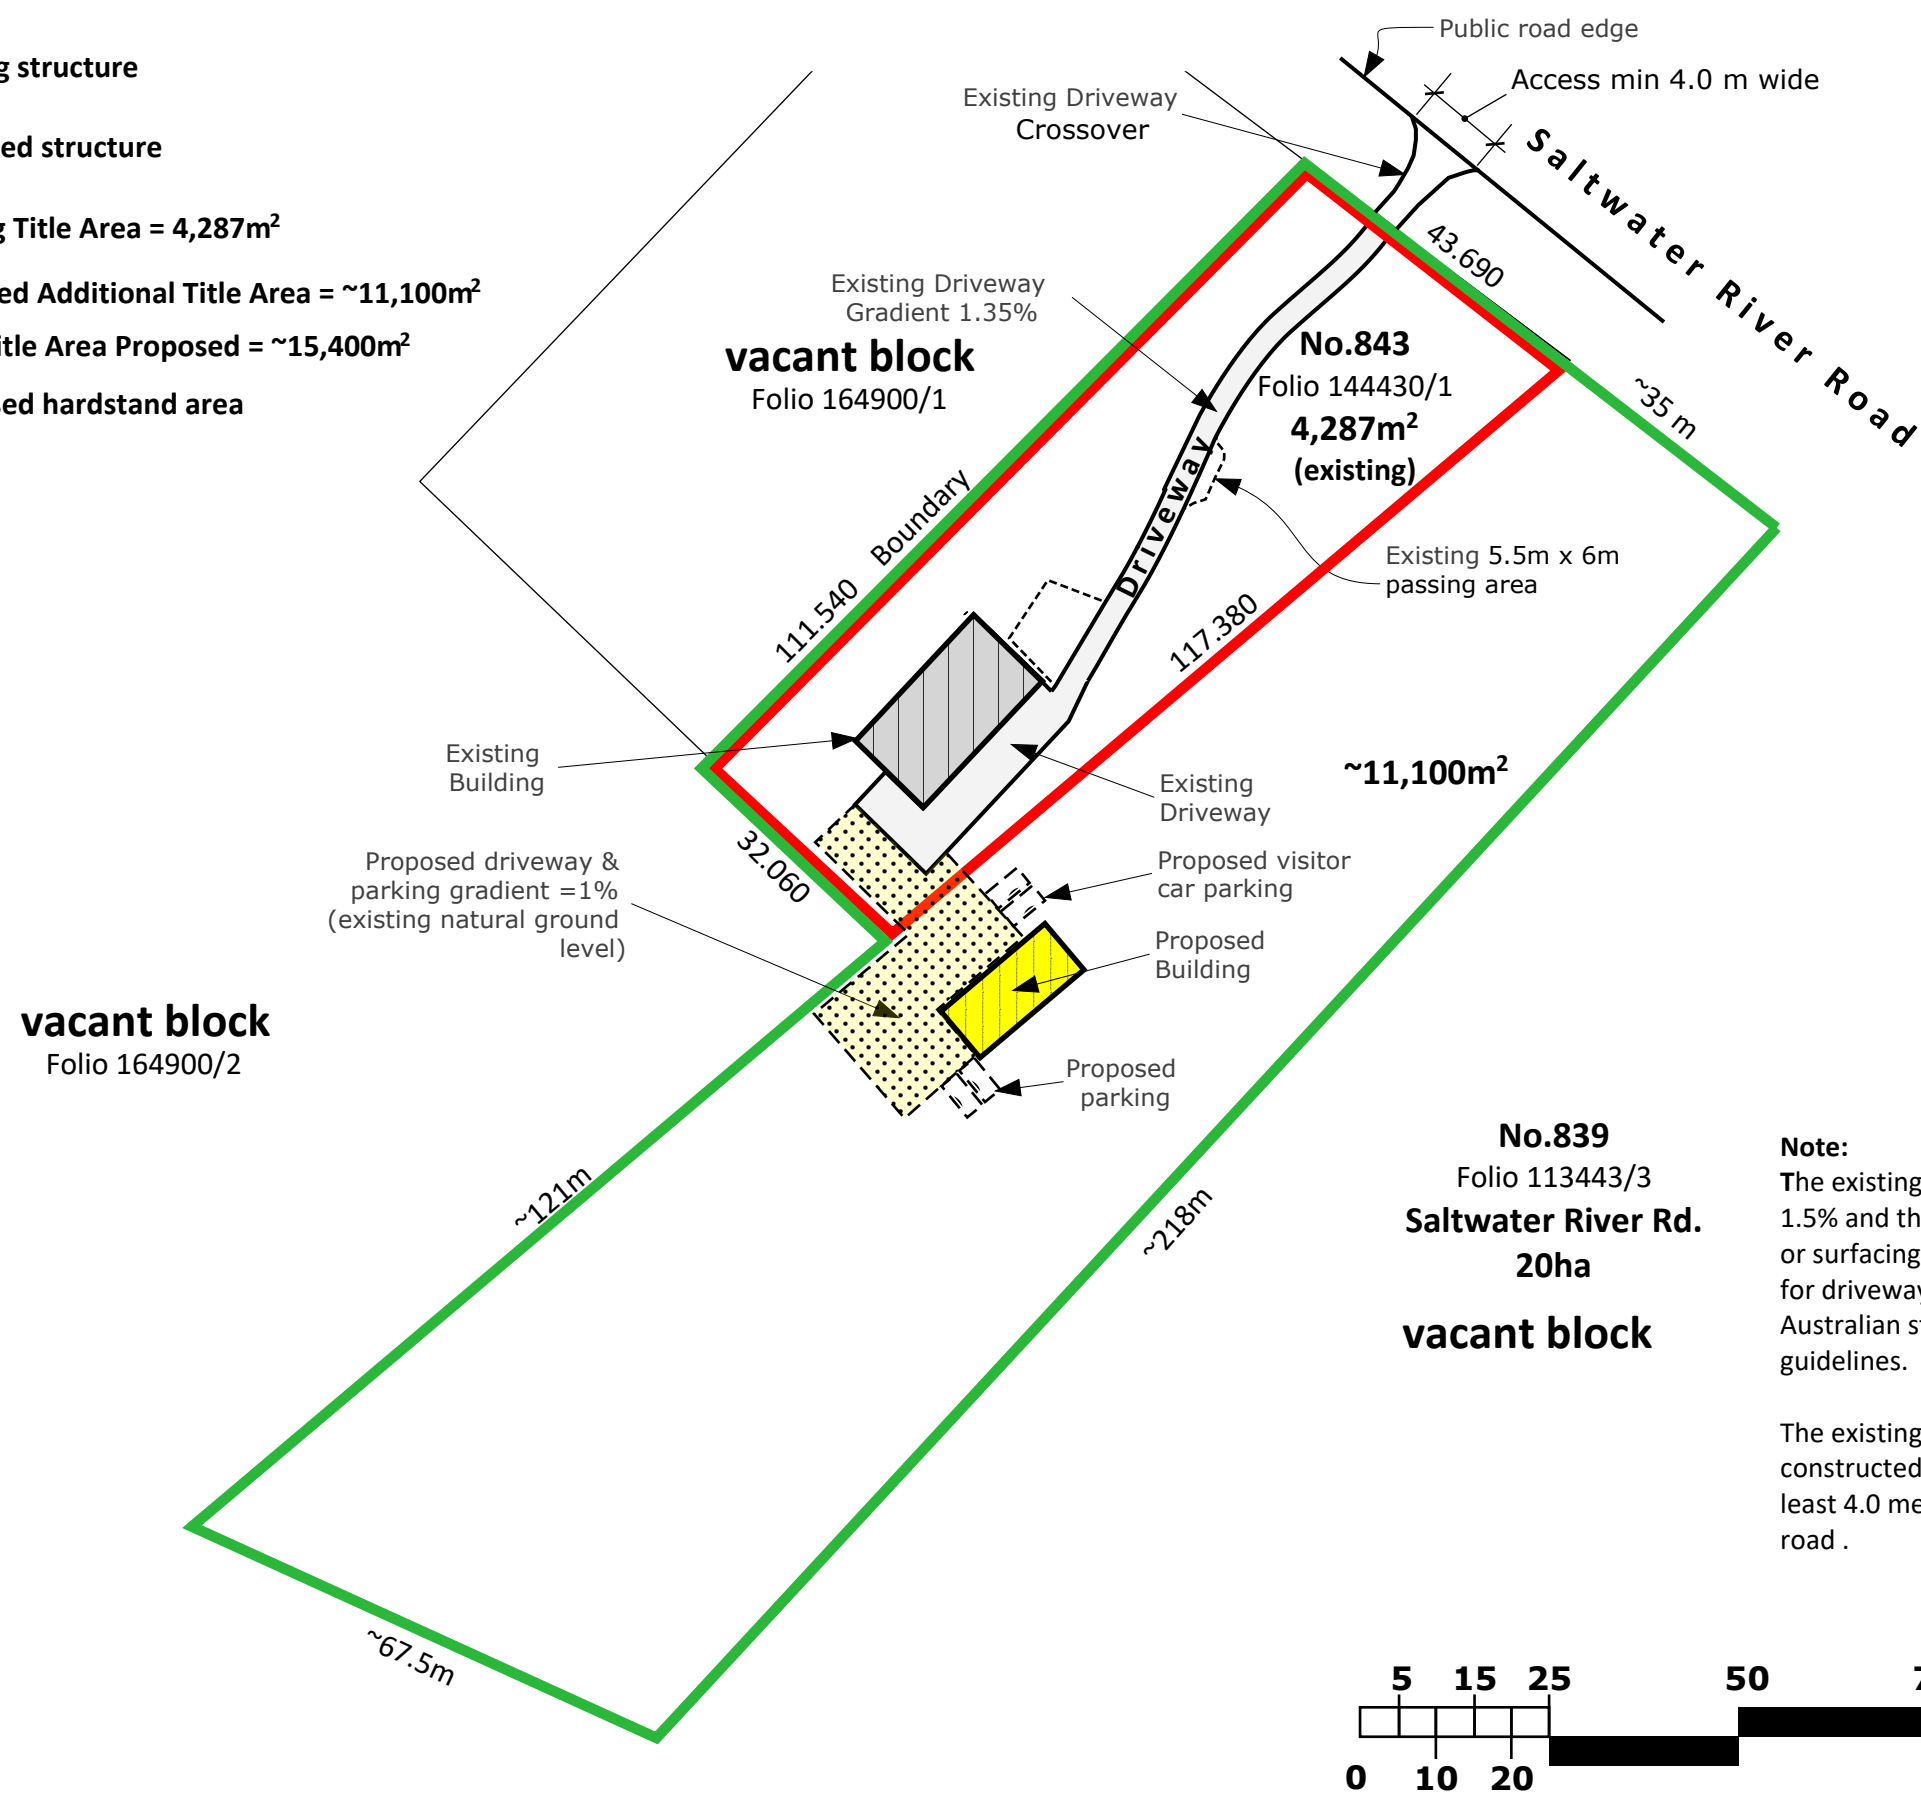 g structure
ed structure
g Title Area = 4,287m²
ed Additional Title Area = ~11,100m²
itle Area Proposed = ~15,400m²
sed hardstand area
Public road edge
Access min 4.0 m wide
Saltwater River Road
Existing Driveway
Crossover
43.690
~35 m
Existing Driveway
Gradient 1.35%
vacant block
Folio 164900/1
No.843
Folio 144430/1
4,287m²
(existing)
Driveway
Boundary
111.540
Existing 5.5m x 6m
passing area
117.380
Existing
Building
Existing
Driveway
~11,100m²
32.060
Proposed driveway &
parking gradient =1%
(existing natural ground
level)
Proposed visitor
car parking
Proposed
Building
Proposed
parking
vacant block
Folio 164900/2
~121m
~218m
~67.5m
No.839
Folio 113443/3
Saltwater River Rd.
20ha
vacant block
Note:
The existing
1.5% and th
or surfacing
for driveway
Australian s
guidelines.
The existing
constructed
least 4.0 me
road .
5 15 25 50 7
0 10 20